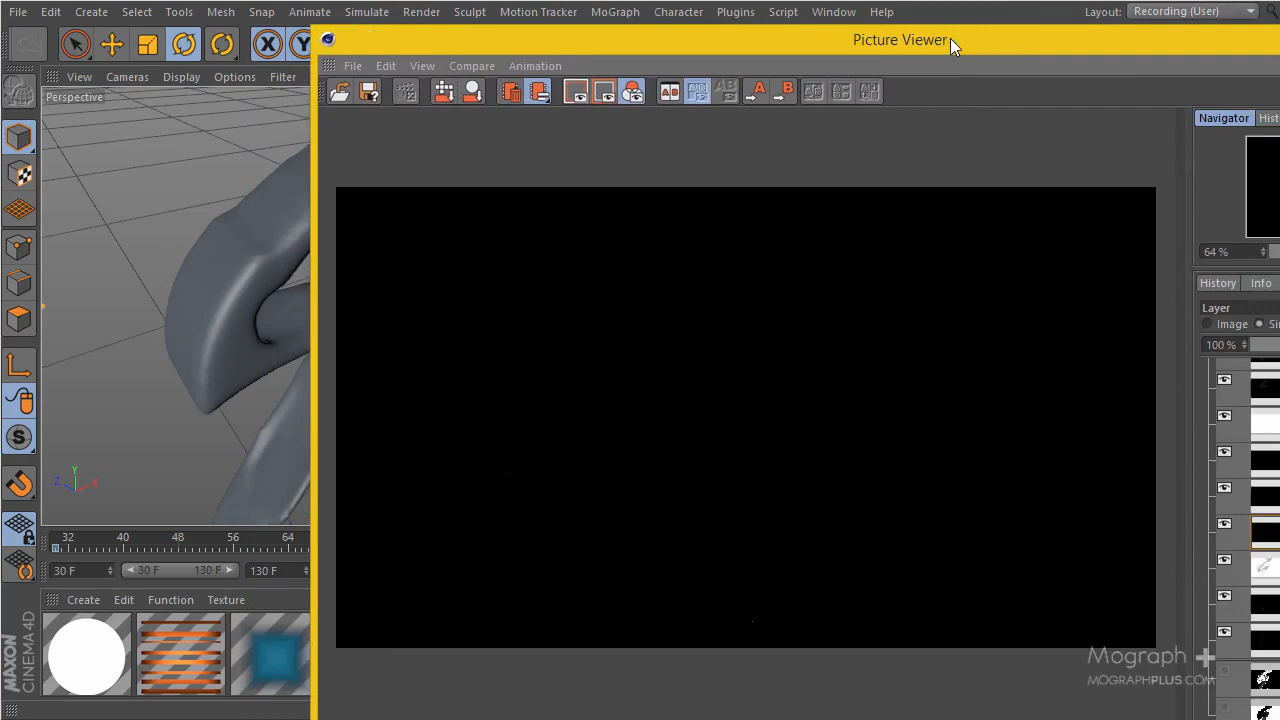 File Edit Create Select Tools Mesh Snap Animate Simulate Render Sculpt Motion Tracker MoGraph Character Plugins Script Window Help Layout: Recording (User)
Picture Viewer
X Y
File Edit View Compare Animation
View Cameras Display Options Filter
Perspective
A B
Navigator Hist
64 %
History Info
Layer
Image Si
100 %
Y
Z X
S
32 40 48 56 64
30 F 30 F 130 F 130 F
Create Edit Function Texture
MAXON
CINEMA 4D
Mograph +
MOGRAPHPLUS.COM/